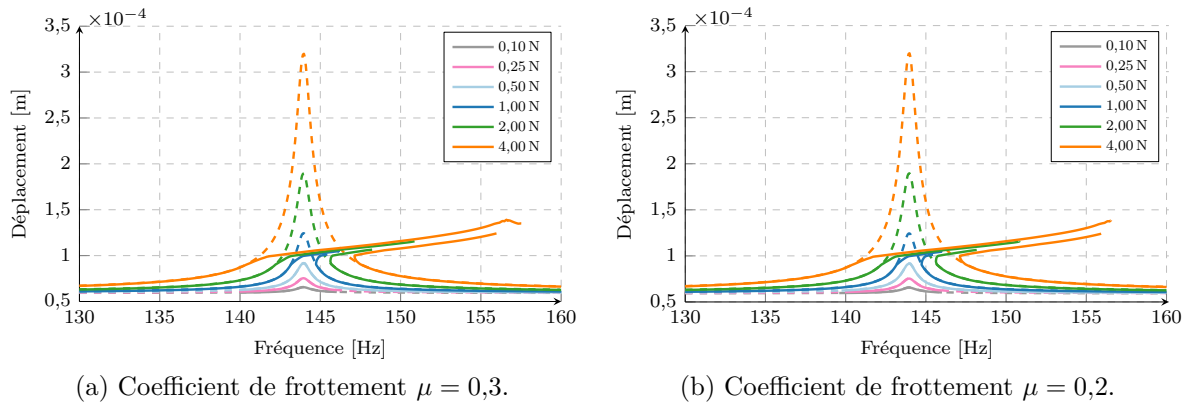 ×10⁻⁴
3,5
3
2,5
2
1,5
1
0,5
130
135
140
145
150
155
160
Déplacement [m]
Fréquence [Hz]
0,10 N
0,25 N
0,50 N
1,00 N
2,00 N
4,00 N
(a) Coefficient de frottement μ = 0,3.
×10⁻⁴
3,5
3
2,5
2
1,5
1
0,5
130
135
140
145
150
155
160
Déplacement [m]
Fréquence [Hz]
0,10 N
0,25 N
0,50 N
1,00 N
2,00 N
4,00 N
(b) Coefficient de frottement μ = 0,2.